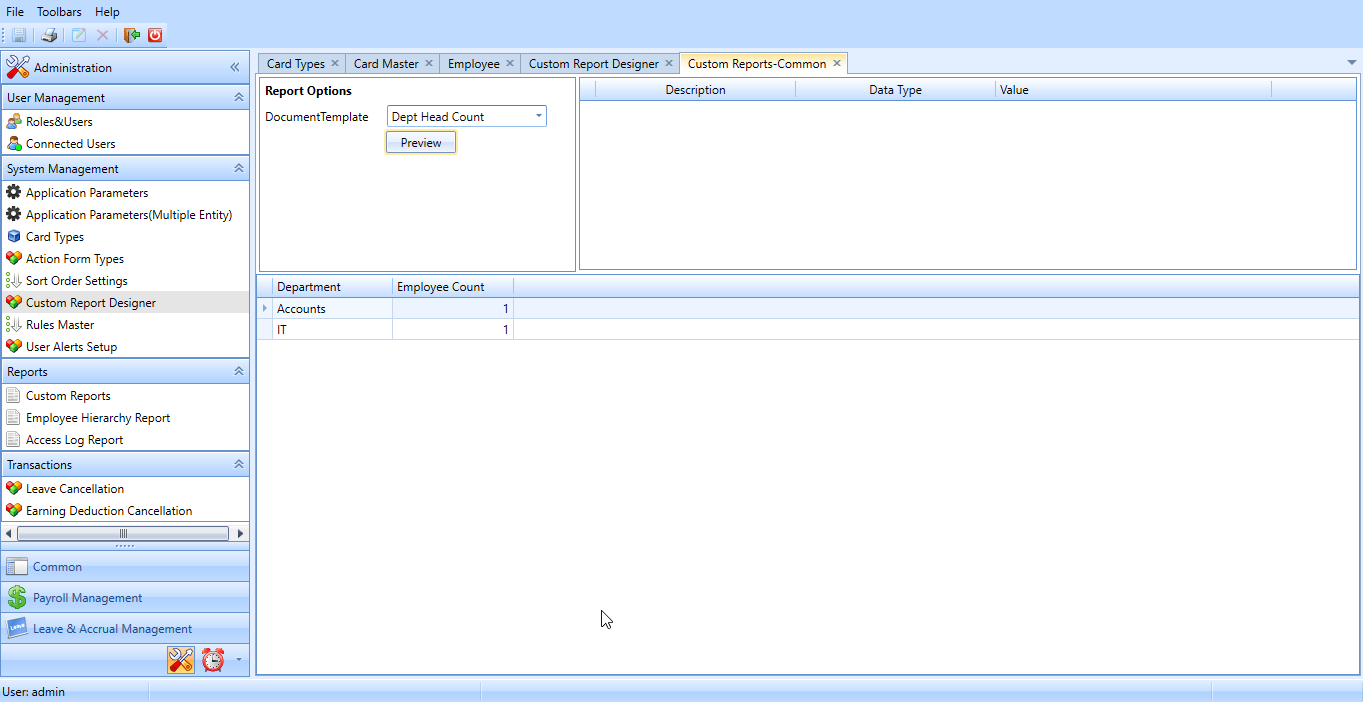 File Toolbars Help
Administration
User Management
Roles&Users
Connected Users
System Management
Application Parameters
Application Parameters(Multiple Entity)
Card Types
Action Form Types
Sort Order Settings
Custom Report Designer
Rules Master
User Alerts Setup
Reports
Custom Reports
Employee Hierarchy Report
Access Log Report
Transactions
Leave Cancellation
Earning Deduction Cancellation
Common
Payroll Management
Leave & Accrual Management
Card Types Card Master Employee Custom Report Designer Custom Reports-Common
Report Options
DocumentTemplate Dept Head Count
Preview
Description Data Type Value
Department Employee Count
Accounts 1
IT 1
User: admin